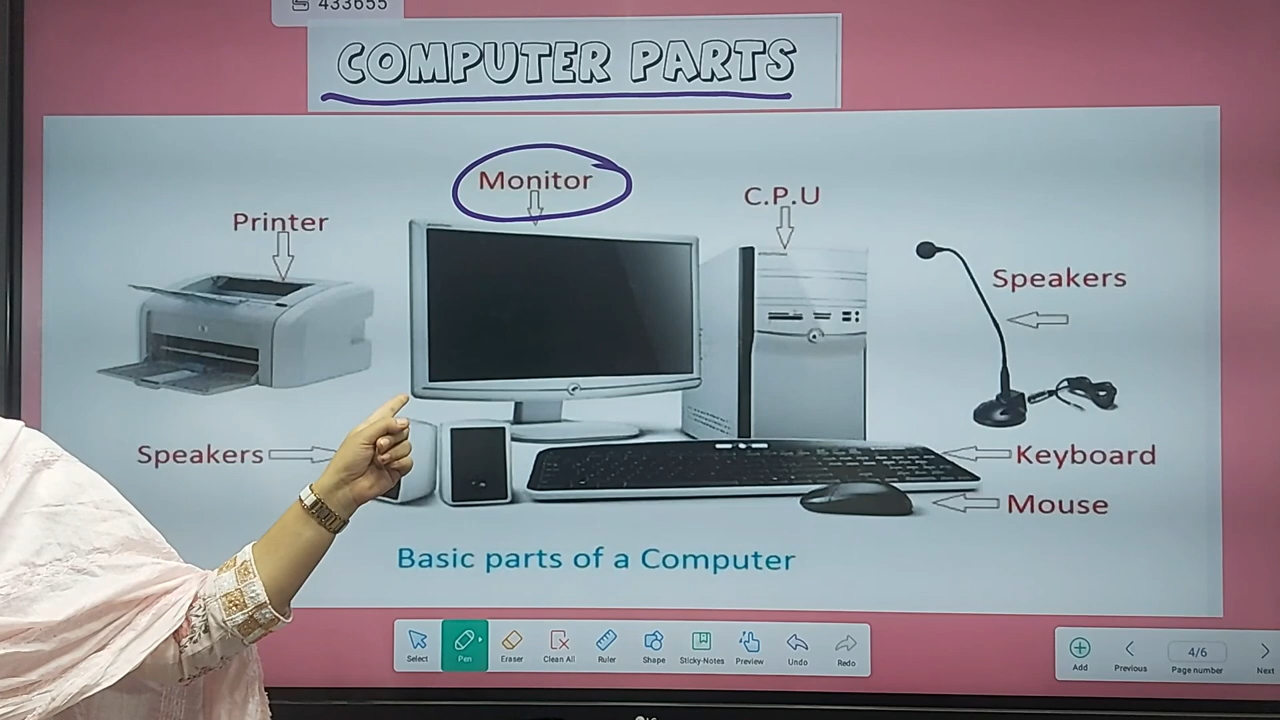 433655
COMPUTER PARTS
Monitor
C.P.U
Printer
Speakers
Speakers
Keyboard
Mouse
Basic parts of a Computer
Select
Pen
Eraser
Clean All
Ruler
Shape
Sticky-Notes
Preview
Undo
Redo
Add
Previous
4/6
Page number
Next